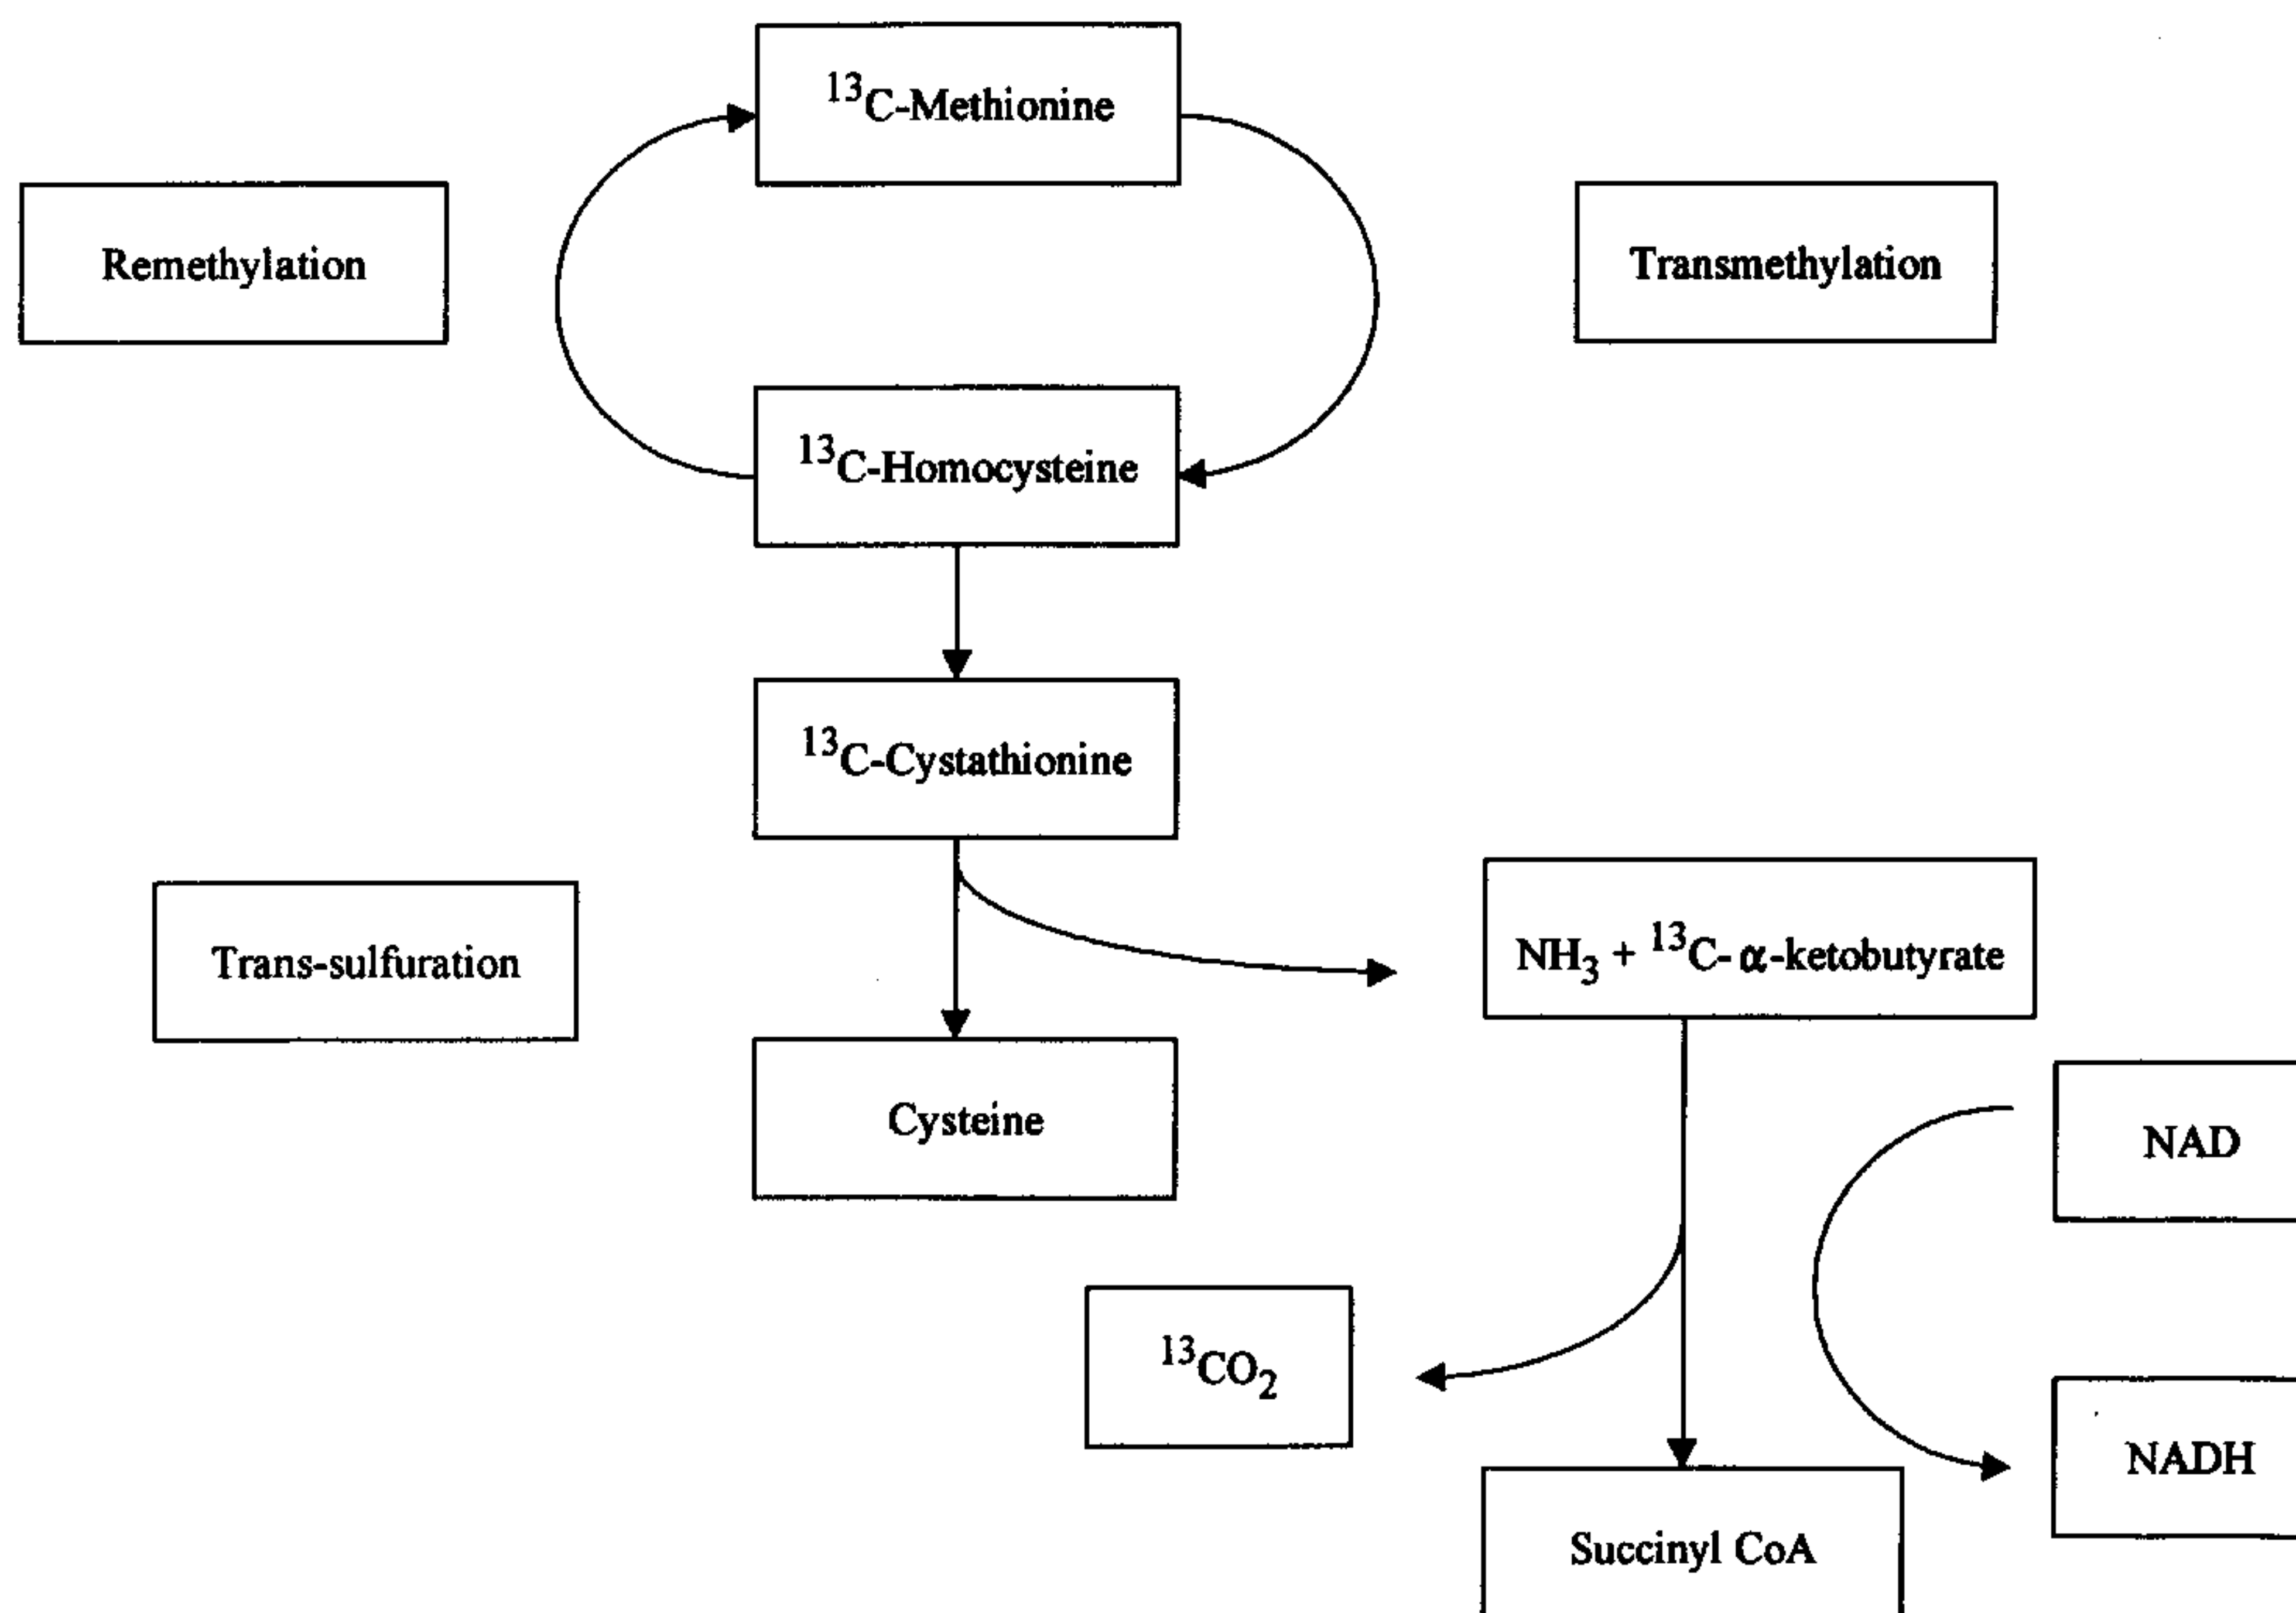 ¹³C-Methionine
Remethylation
Transmethylation
¹³C-Homocysteine
¹³C-Cystathionine
Trans-sulfuration
NH₃ + ¹³C- α-ketobutyrate
Cysteine
NAD
¹³CO₂
NADH
Succinyl CoA